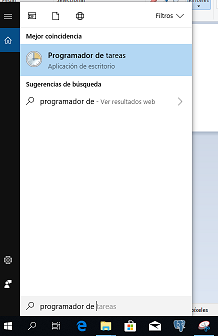 Filtros
Mejor coincidencia
Programador de tareas
Aplicación de escritorio
Sugerencias de búsqueda
programador de - Ver resultados web
programador de tareas